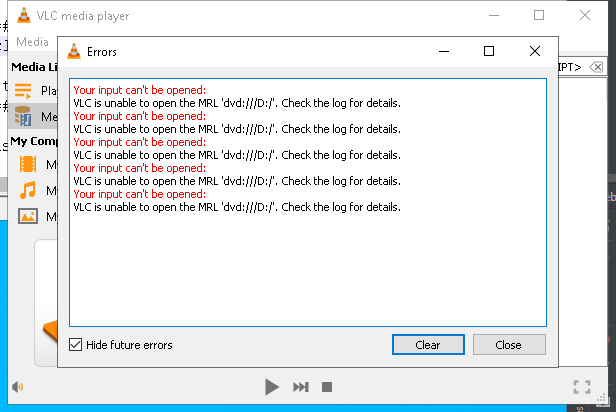 VLC media player
Media
Errors
Media Li
IPT>
Pla
Me
My Comp
My
My
My
Your input can't be opened:
VLC is unable to open the MRL 'dvd:///D:/'. Check the log for details.
Your input can't be opened:
VLC is unable to open the MRL 'dvd:///D:/'. Check the log for details.
Your input can't be opened:
VLC is unable to open the MRL 'dvd:///D:/'. Check the log for details.
Your input can't be opened:
VLC is unable to open the MRL 'dvd:///D:/'. Check the log for details.
Your input can't be opened:
VLC is unable to open the MRL 'dvd:///D:/'. Check the log for details.
Hide future errors
Clear
Close